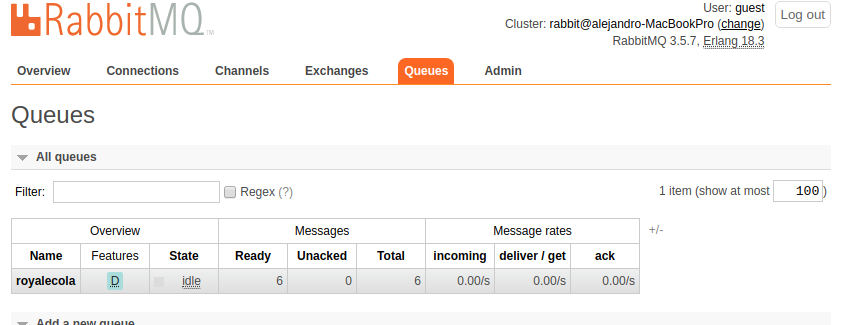 RabbitMQ TM
User: guest
Cluster: rabbit@alejandro-MacBookPro (change)
RabbitMQ 3.5.7, Erlang 18.3
Log out
Overview Connections Channels Exchanges Queues Admin
Queues
All queues
Filter: Regex (?) 1 item (show at most 100)
Overview Messages Message rates +/-
Name Features State Ready Unacked Total incoming deliver / get ack
royalecola D idle 6 0 6 0.00/s 0.00/s 0.00/s
Add a new queue